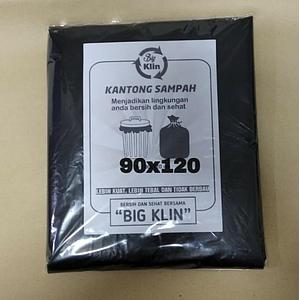 Big
Klin
KANTONG SAMPAH
Menjadikan lingkungan
anda bersih dan sehat
90x120
LEBIH KUAT, LEBIH TEBAL DAN TIDAK BERBAU
BERSIH DAN SEHAT BERSAMA
"BIG KLIN"